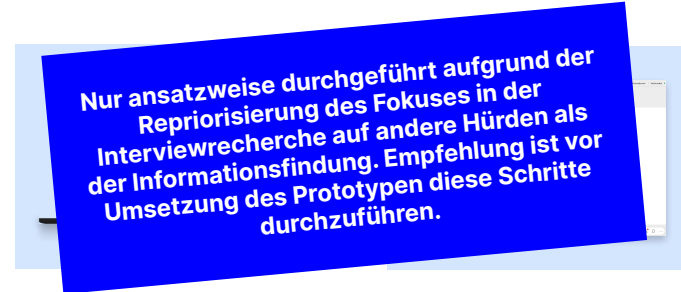 Nur ansatzweise durchgeführt aufgrund der
Repriorisierung des Fokuses in der
Interviewrecherche auf andere Hürden als
der Informationsfindung. Empfehlung ist vor
Umsetzung des Prototypen diese Schritte
durchzuführen.